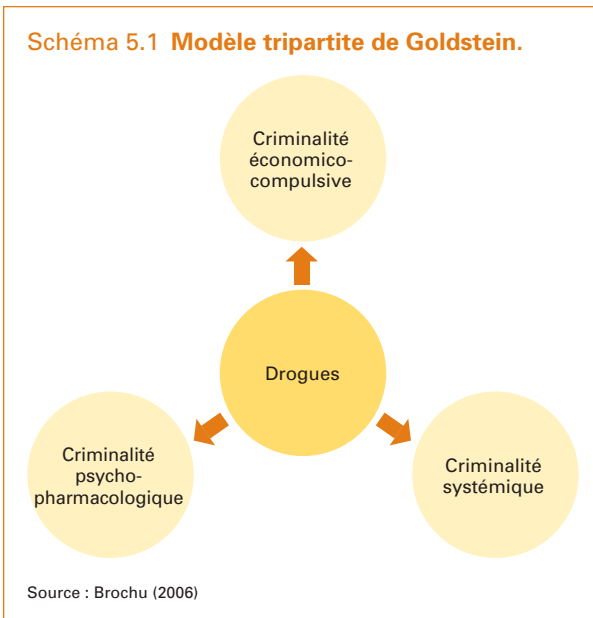 Schéma 5.1 Modèle tripartite de Goldstein.
Criminalité
économico-
compulsive
Drogues
Criminalité
psycho-
pharmacologique
Criminalité
systémique
Source : Brochu (2006)